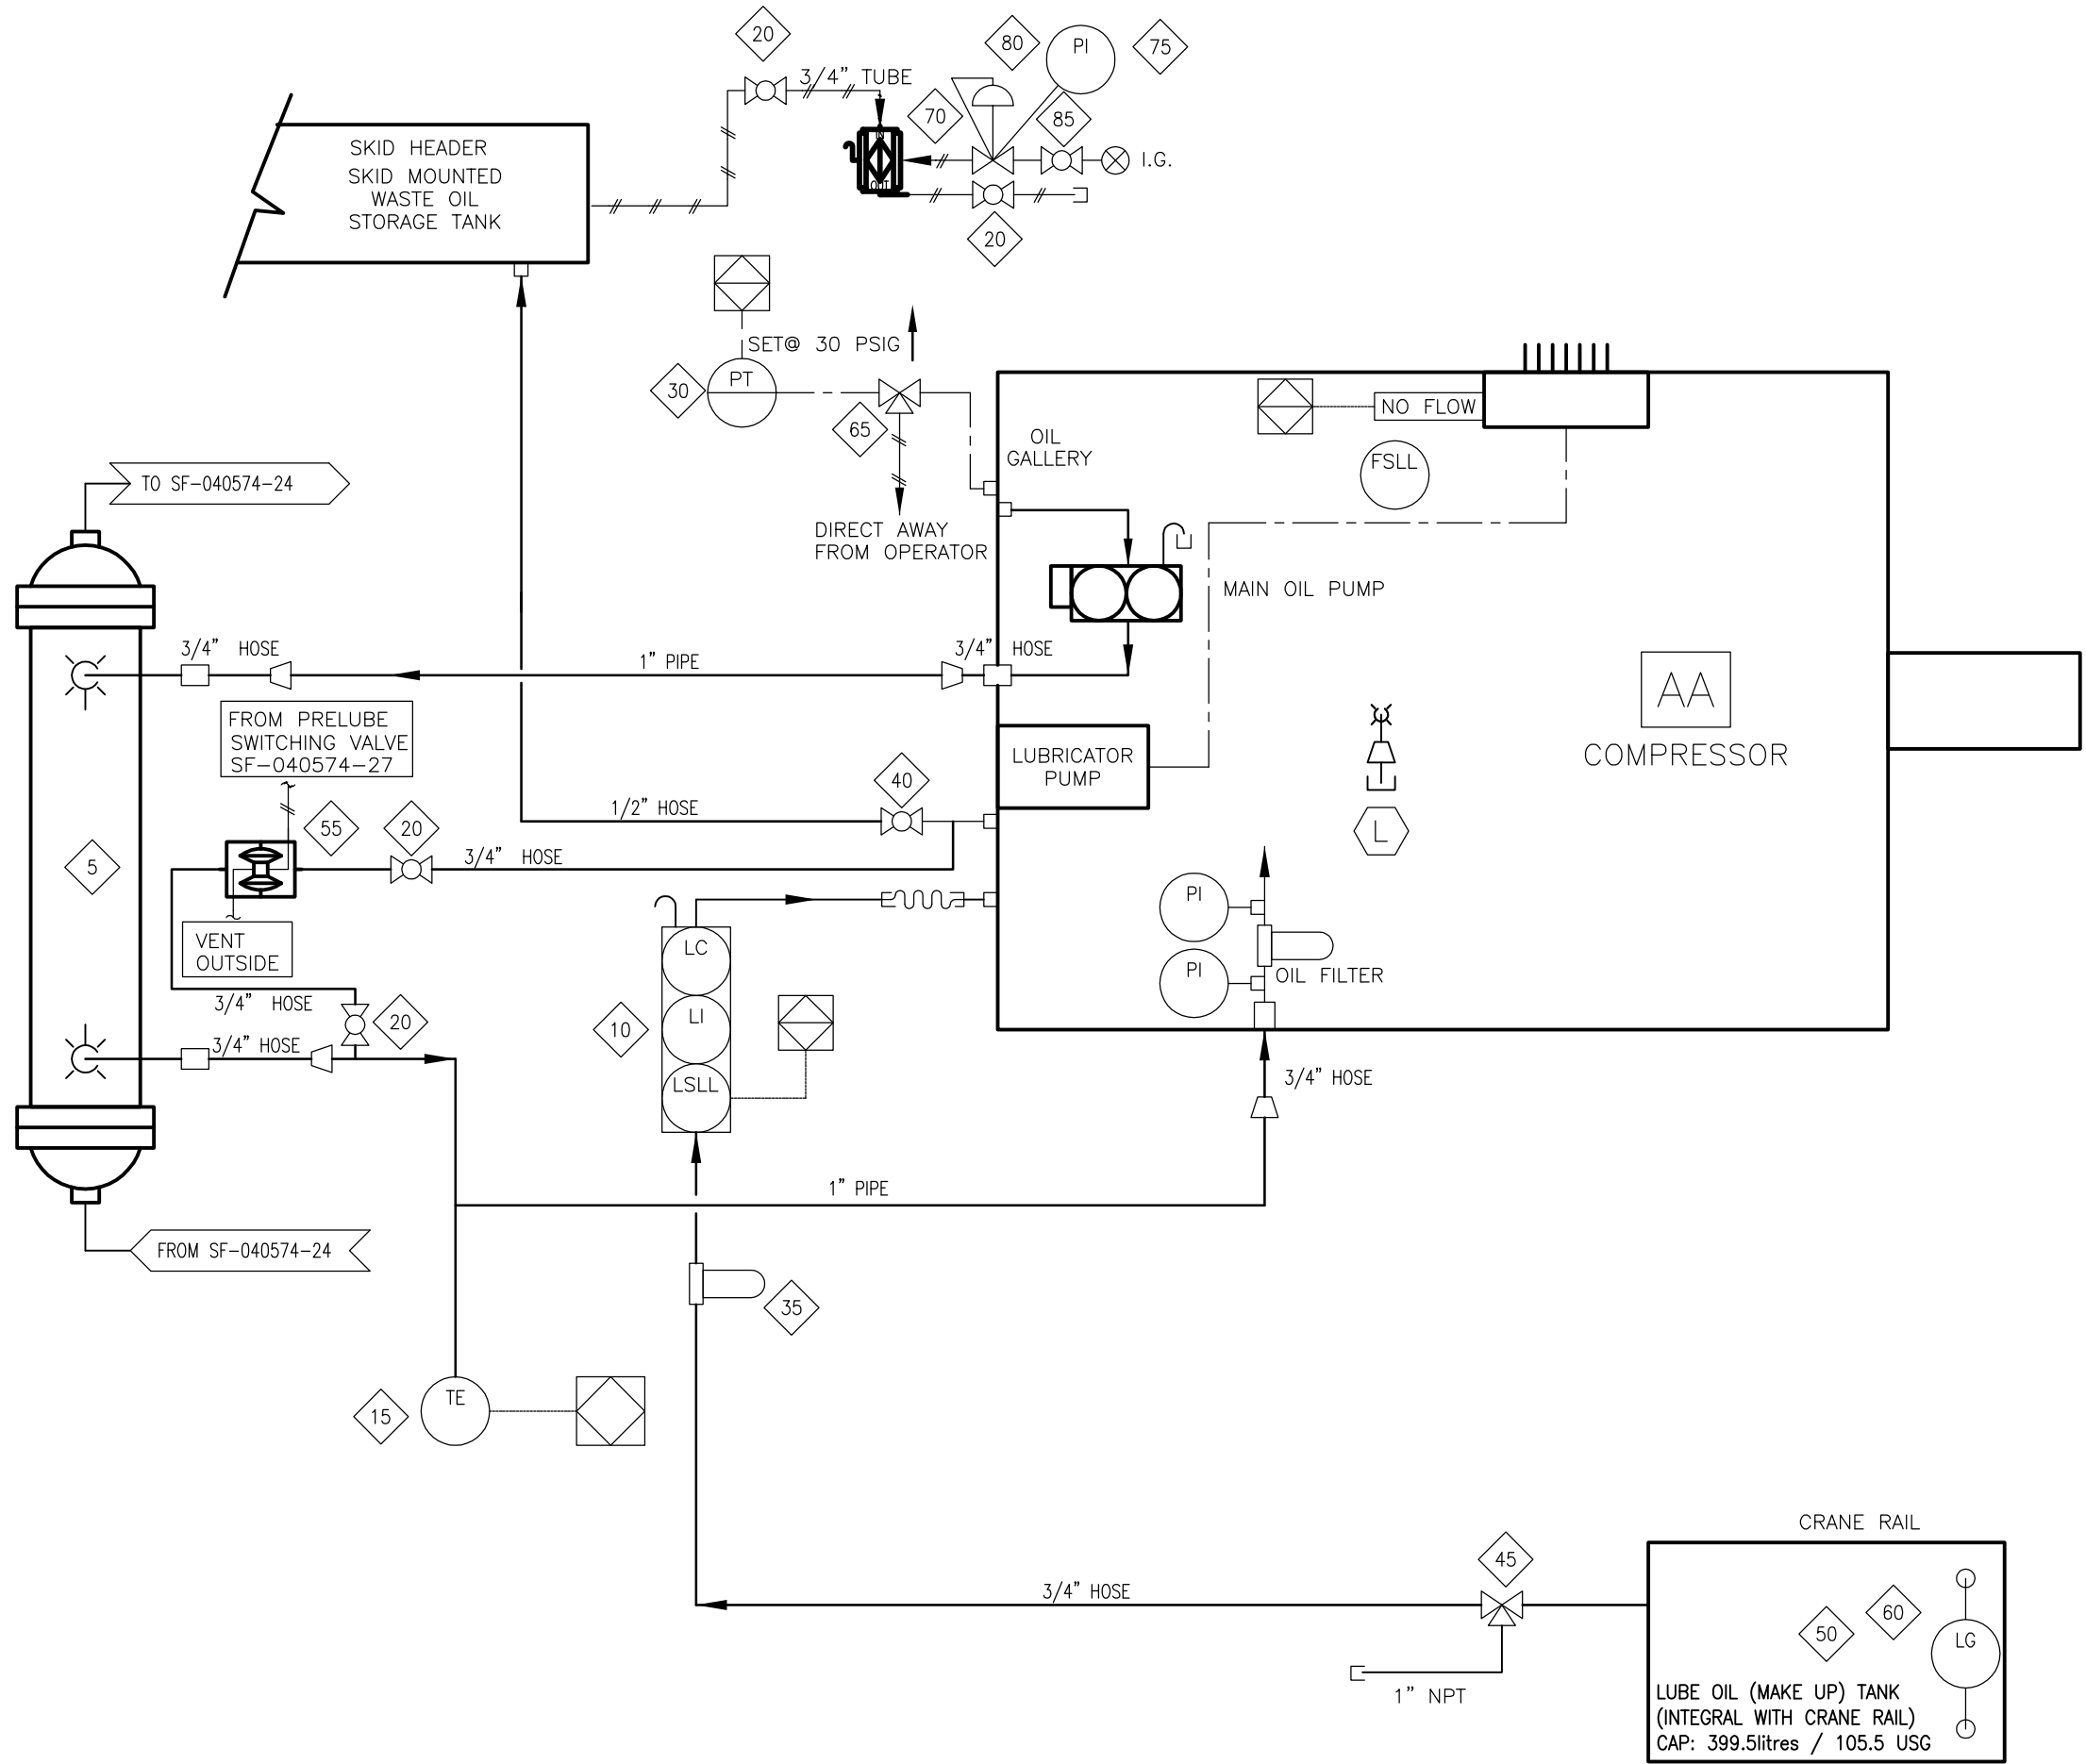 20
80
PI
75
3/4" TUBE
70
85
IN
I.G.
OUT
20
SKID HEADER
SKID MOUNTED
WASTE OIL
STORAGE TANK
SET@ 30 PSIG
30
PT
65
DIRECT AWAY
FROM OPERATOR
OIL
GALLERY
NO FLOW
FSLL
TO SF-040574-24
MAIN OIL PUMP
3/4" HOSE
1" PIPE
3/4" HOSE
AA
COMPRESSOR
FROM PRELUBE
SWITCHING VALVE
SF-040574-27
LUBRICATOR
PUMP
40
1/2" HOSE
55
20
3/4" HOSE
L
5
VENT
OUTSIDE
3/4" HOSE
20
3/4" HOSE
LC
LI
LSLL
10
PI
PI
OIL FILTER
3/4" HOSE
1" PIPE
FROM SF-040574-24
35
15
TE
45
3/4" HOSE
1" NPT
CRANE RAIL
50
60
LG
LUBE OIL (MAKE UP) TANK
(INTEGRAL WITH CRANE RAIL)
CAP: 399.5litres / 105.5 USG